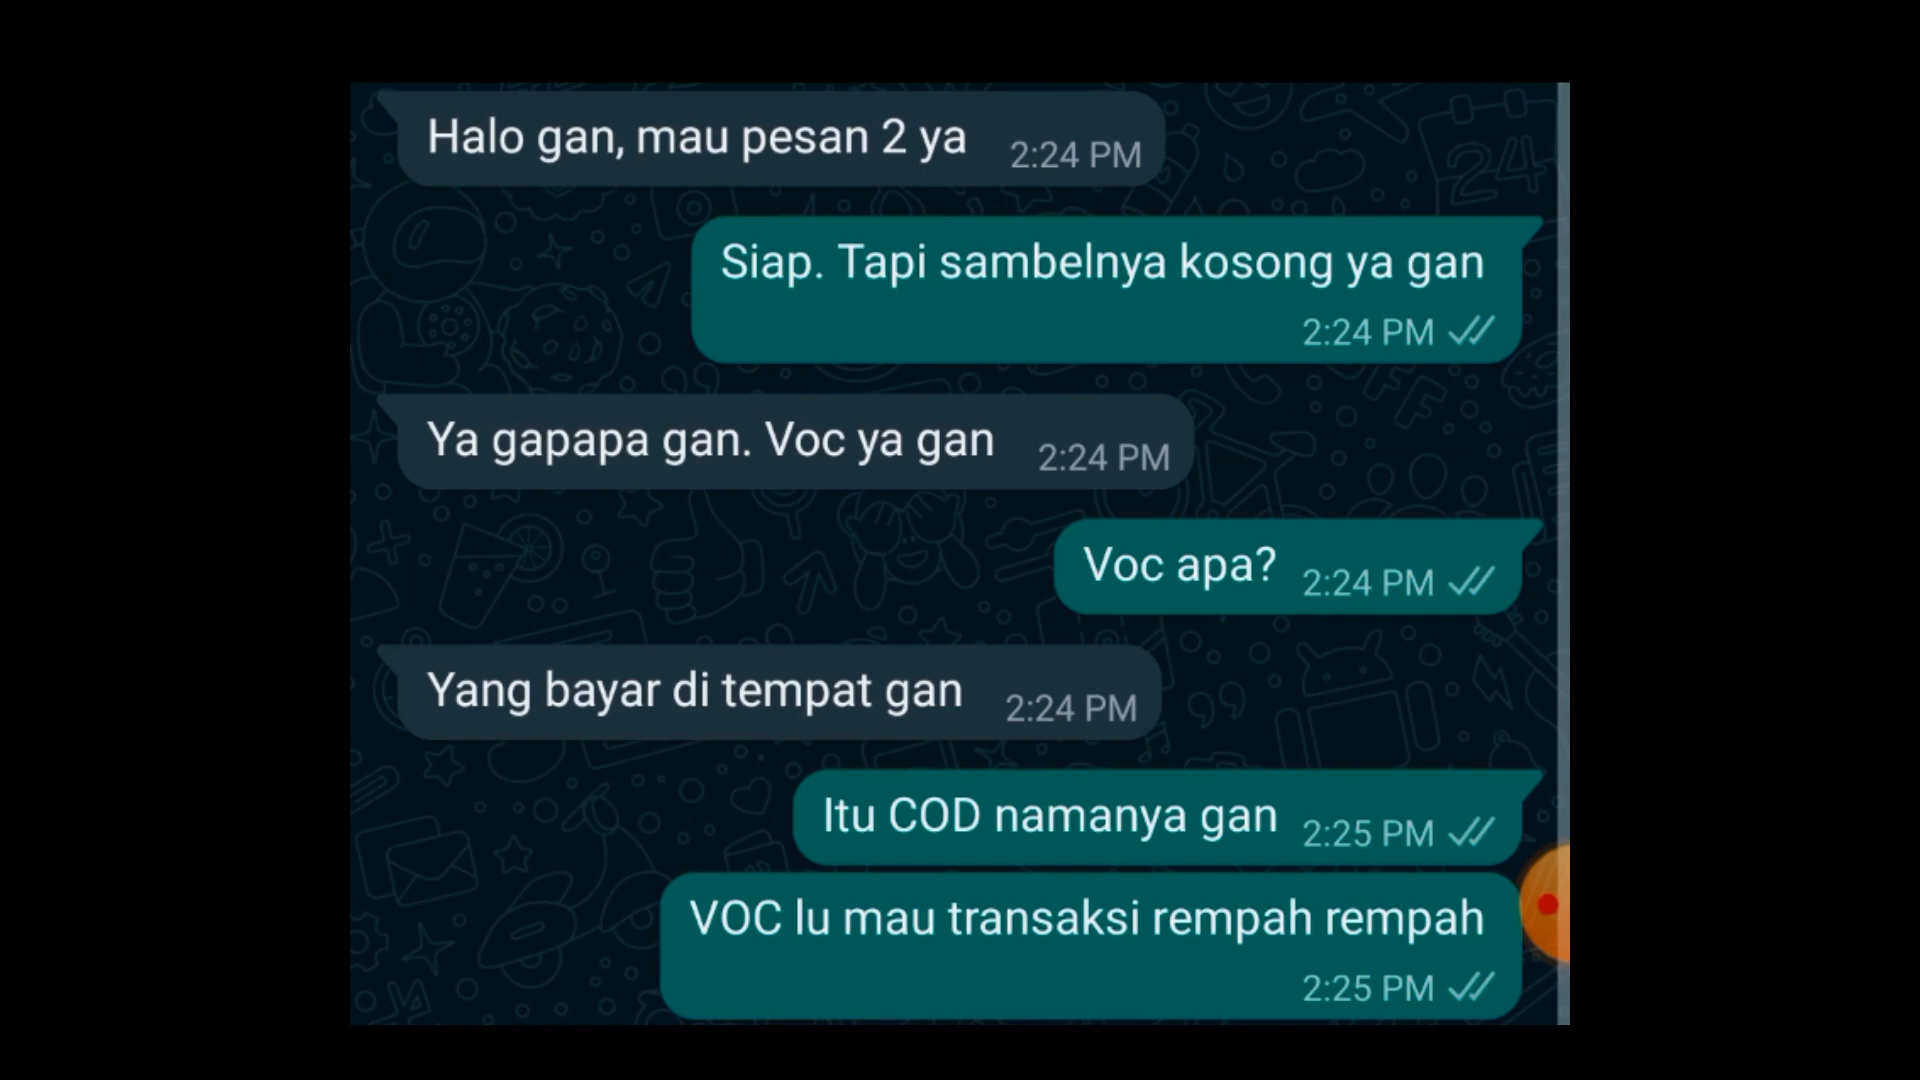 Halo gan, mau pesan 2 ya 2:24 PM
Siap. Tapi sambelnya kosong ya gan
2:24 PM
Ya gapapa gan. Voc ya gan 2:24 PM
Voc apa? 2:24 PM
Yang bayar di tempat gan 2:24 PM
Itu COD namanya gan 2:25 PM
VOC lu mau transaksi rempah rempah
2:25 PM